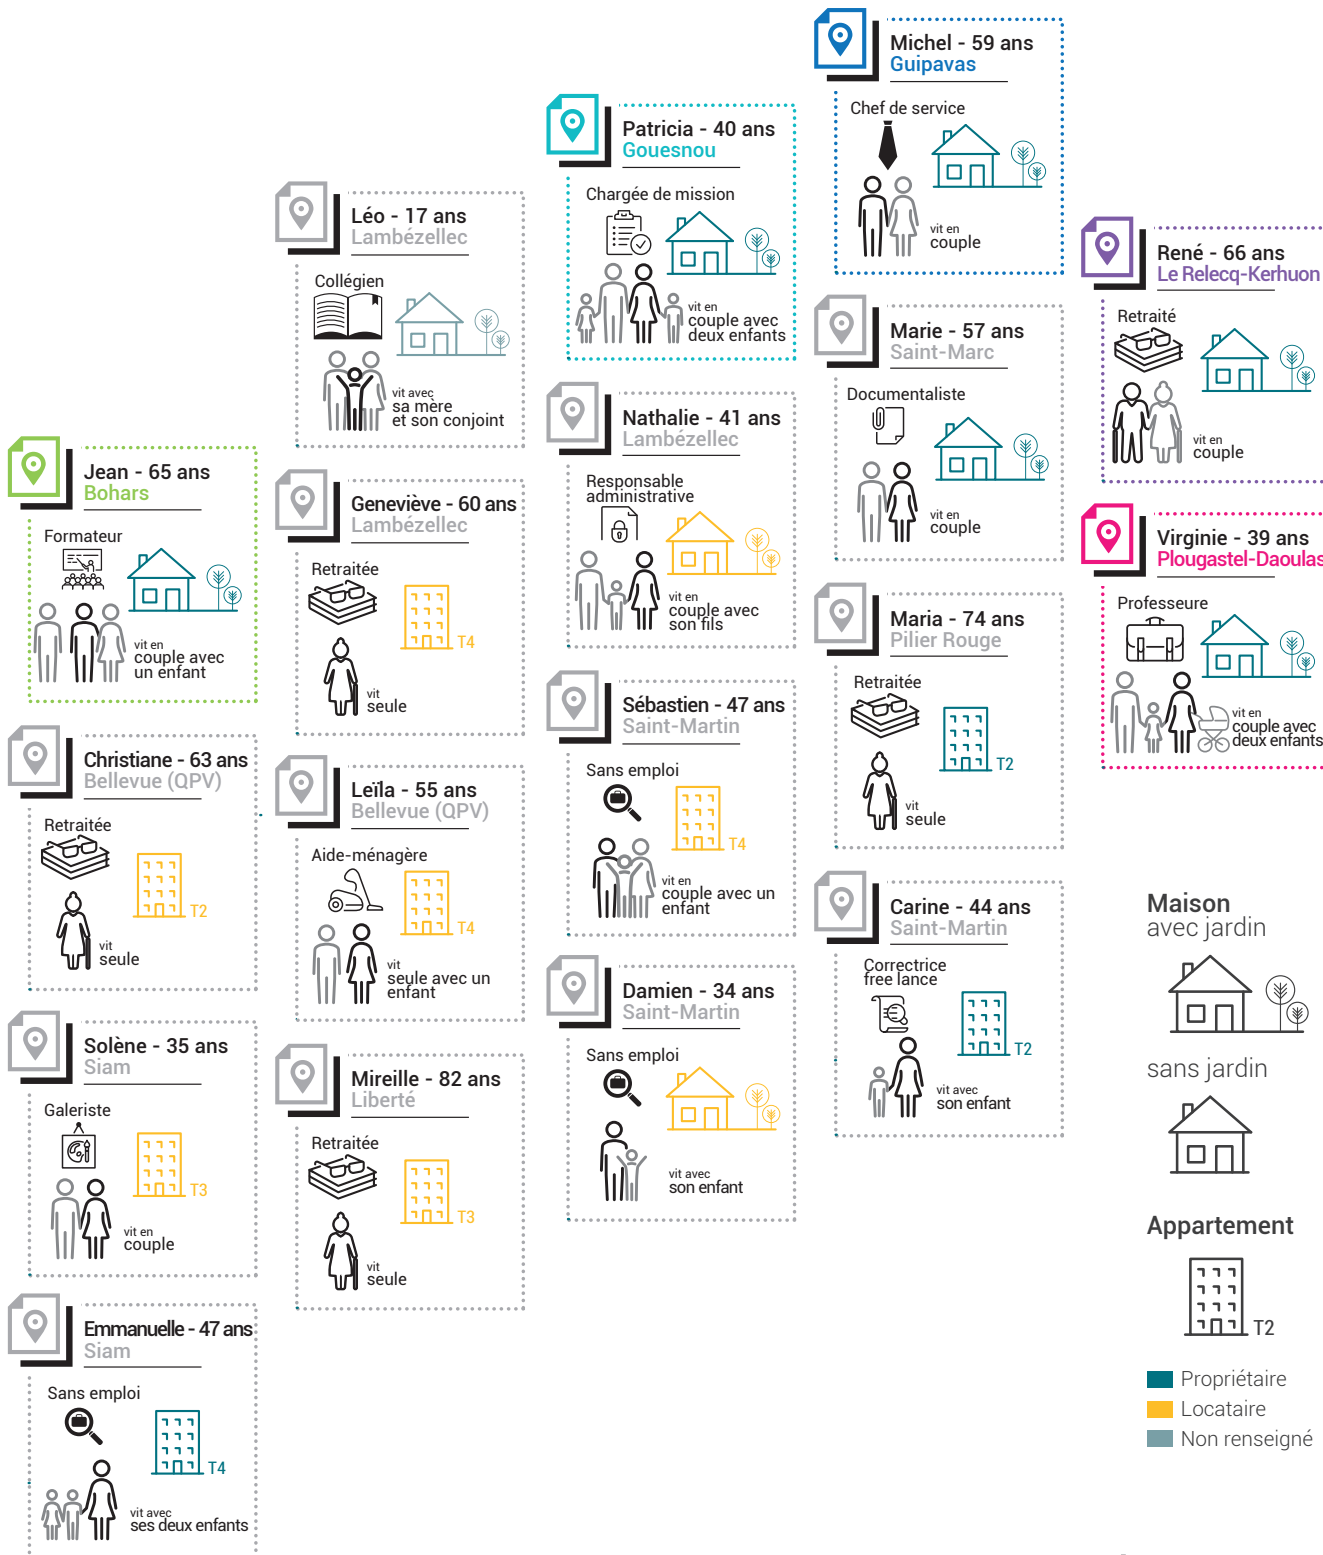 Michel - 59 ans
Guipavas
Chef de service
vit en
couple
Patricia - 40 ans
Gouesnou
Chargée de mission
vit en
couple avec
deux enfants
Léo - 17 ans
Lambézellec
Collégien
vit avec
sa mère
et son conjoint
René - 66 ans
Le Relecq-Kerhuon
Retraité
vit en
couple
Marie - 57 ans
Saint-Marc
Documentaliste
vit en
couple
Nathalie - 41 ans
Lambézellec
Responsable
administrative
vit en
couple avec
son fils
Jean - 65 ans
Bohars
Formateur
vit en
couple avec
un enfant
Geneviève - 60 ans
Lambézellec
Retraitée
T4
vit
seule
Virginie - 39 ans
Plougastel-Daoulas
Professeure
vit en
couple avec
deux enfants
Maria - 74 ans
Pilier Rouge
Retraitée
T2
vit
seule
Sébastien - 47 ans
Saint-Martin
Sans emploi
T4
vit en
couple avec un
enfant
Christiane - 63 ans
Bellevue (QPV)
Retraitée
T2
vit
seule
Leïla - 55 ans
Bellevue (QPV)
Aide-ménagère
T4
vit
seule avec un
enfant
Carine - 44 ans
Saint-Martin
Correctrice
free lance
T2
vit avec
son enfant
Damien - 34 ans
Saint-Martin
Sans emploi
vit avec
son enfant
Solène - 35 ans
Siam
Galeriste
T3
vit en
couple
Mireille - 82 ans
Liberté
Retraitée
T3
vit
seule
Emmanuelle - 47 ans
Siam
Sans emploi
T4
vit avec
ses deux enfants
Maison
avec jardin
sans jardin
Appartement
T2
Propriétaire
Locataire
Non renseigné